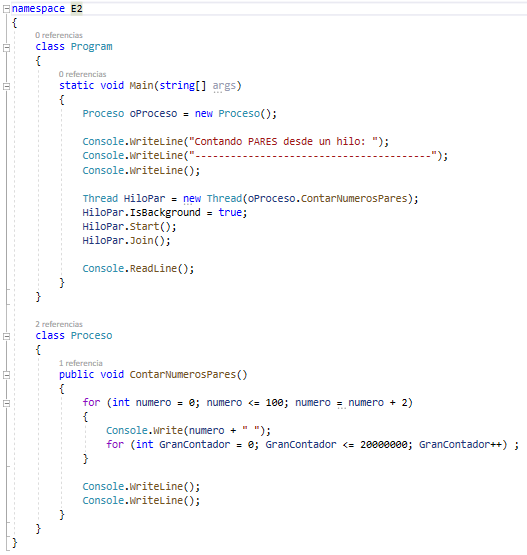 namespace E2
{
0 referencias
class Program
{
0 referencias
static void Main(string[] args)
{
Proceso oProceso = new Proceso();
Console.WriteLine("Contando PARES desde un hilo: ");
Console.WriteLine("----------------------------------------");
Console.WriteLine();
Thread HiloPar = new Thread(oProceso.ContarNumerosPares);
HiloPar.IsBackground = true;
HiloPar.Start();
HiloPar.Join();
Console.ReadLine();
}
}
2 referencias
class Proceso
{
1 referencia
public void ContarNumerosPares()
{
for (int numero = 0; numero <= 100; numero = numero + 2)
{
Console.Write(numero + " ");
for (int GranContador = 0; GranContador <= 20000000; GranContador++) ;
}
Console.WriteLine();
Console.WriteLine();
}
}
}